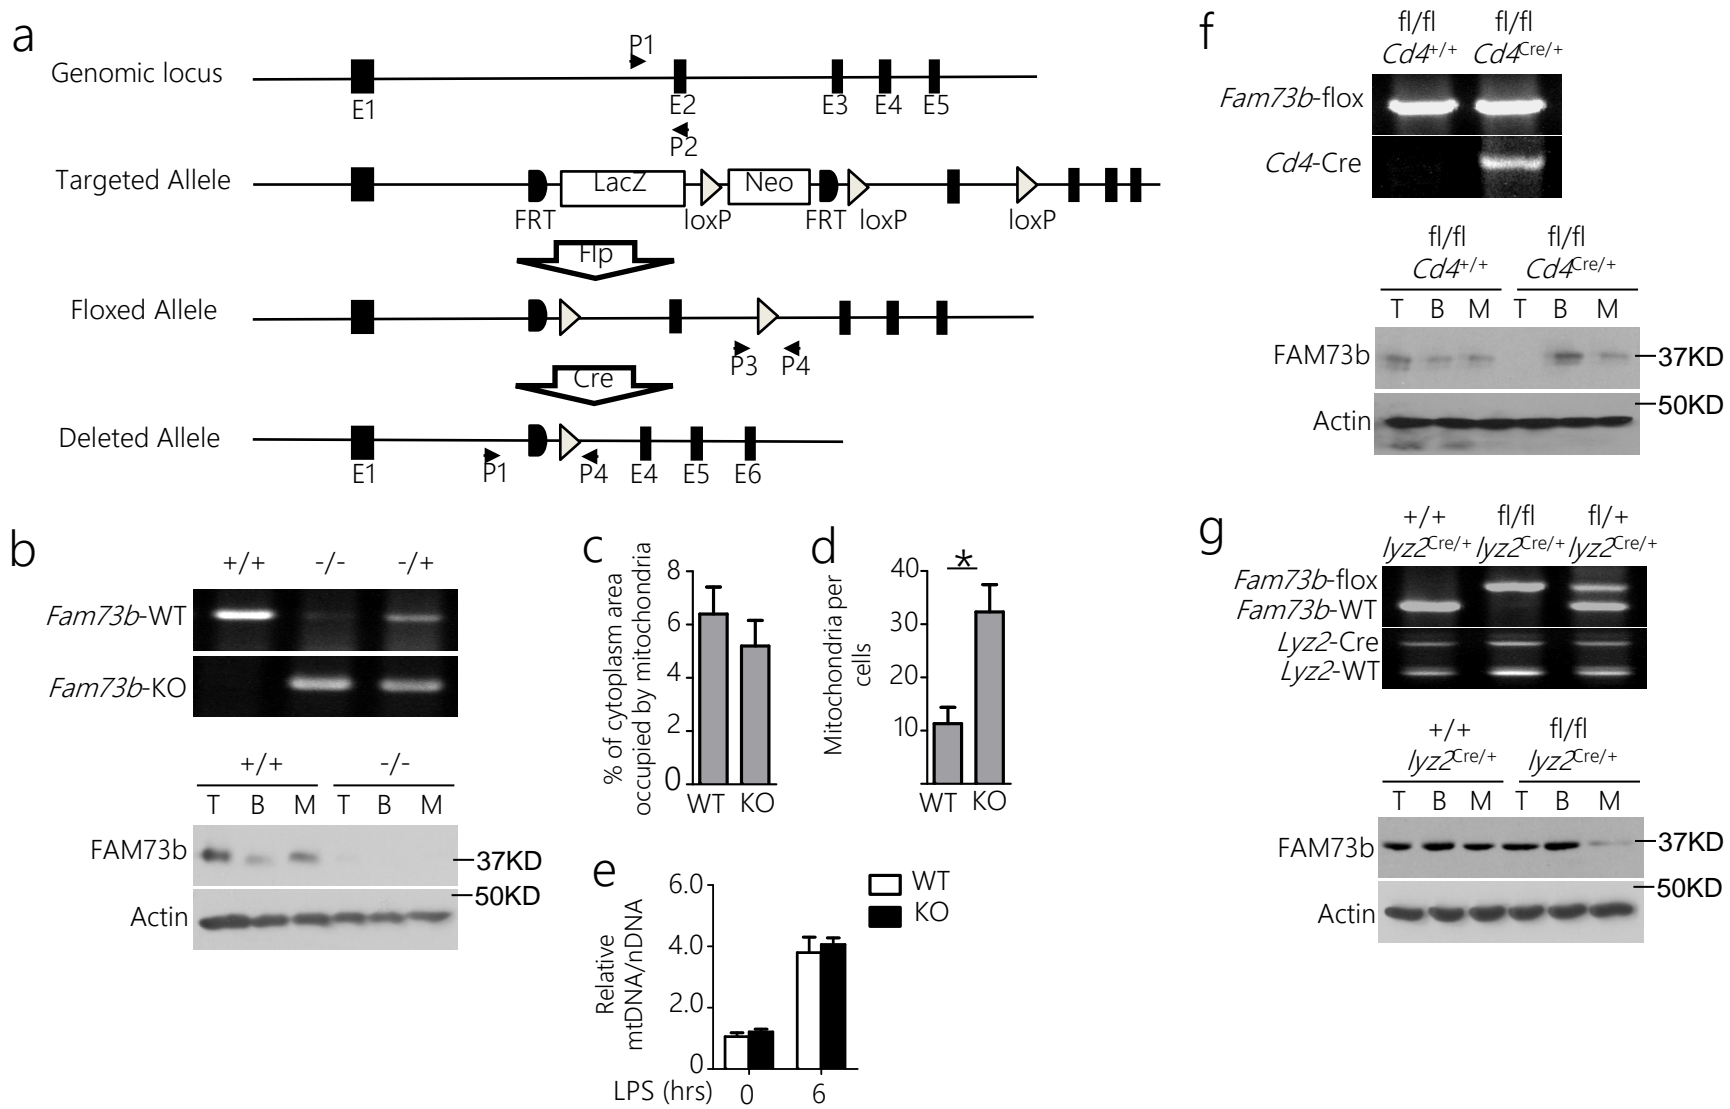 a
P1
Genomic locus
E1 E2 E3 E4 E5
P2
Targeted Allele
LacZ Neo
FRT loxP FRT loxP loxP
Flp
Floxed Allele
P3 P4
Cre
Deleted Allele
E1 P1 P4 E4 E5 E6
b
+/+ -/- -/+
Fam73b-WT
Fam73b-KO
+/+ -/-
T B M T B M
FAM73b
37KD
50KD
Actin
c
% of cytoplasm area
occupied by mitochondria
8
6
4
2
0
WT KO
d
Mitochondria per
cells
*
40
30
20
10
WT KO
e
Relative
mtDNA/nDNA
6.0
4.0
2.0
0
WT
KO
LPS (hrs) 0 6
f
fl/fl fl/fl
Cd4+/+ Cd4Cre/+
Fam73b-flox
Cd4-Cre
fl/fl fl/fl
Cd4+/+ Cd4Cre/+
T B M T B M
FAM73b
37KD
50KD
Actin
g
+/+ fl/fl fl/+
lyz2Cre/+ lyz2Cre/+ lyz2Cre/+
Fam73b-flox
Fam73b-WT
Lyz2-Cre
Lyz2-WT
+/+ fl/fl
lyz2Cre/+ lyz2Cre/+
T B M T B M
FAM73b
37KD
50KD
Actin